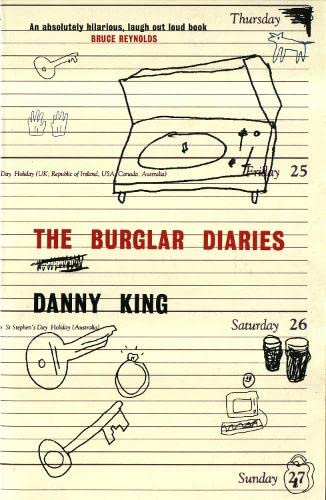 Thursday
An absolutely hilarious, laugh out loud book
BRUCE REYNOLDS
Day Holiday (UK, Republic of Ireland, USA, Canada, Australia)
Friday 25
THE BURGLAR DIARIES
DANNY KING
St Stephen's Day Holiday (Australia)
Saturday 26
Sunday 27